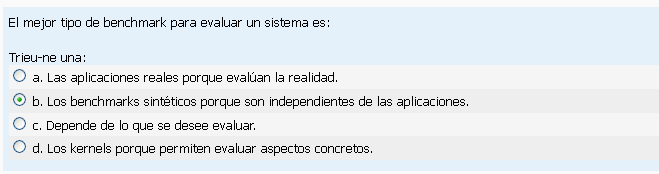 El mejor tipo de benchmark para evaluar un sistema es:
Trieu-ne una:
a. Las aplicaciones reales porque evalúan la realidad.
b. Los benchmarks sintéticos porque son independientes de las aplicaciones.
c. Depende de lo que se desee evaluar.
d. Los kernels porque permiten evaluar aspectos concretos.